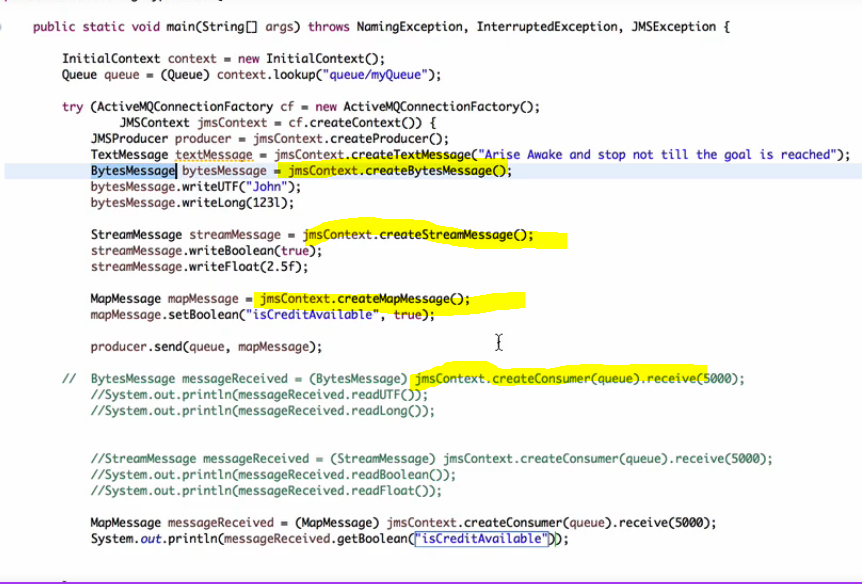 public static void main(String[] args) throws NamingException, InterruptedException, JMSException {
InitialContext context = new InitialContext();
Queue queue = (Queue) context.lookup("queue/myQueue");
try (ActiveMQConnectionFactory cf = new ActiveMQConnectionFactory();
JMSContext jmsContext = cf.createContext()) {
JMSProducer producer = jmsContext.createProducer();
TextMessage textMessage = jmsContext.createTextMessage("Arise Awake and stop not till the goal is reached");
BytesMessage bytesMessage = jmsContext.createBytesMessage();
bytesMessage.writeUTF("John");
bytesMessage.writeLong(123l);
StreamMessage streamMessage = jmsContext.createStreamMessage();
streamMessage.writeBoolean(true);
streamMessage.writeFloat(2.5f);
MapMessage mapMessage = jmsContext.createMapMessage();
mapMessage.setBoolean("isCreditAvailable", true);
producer.send(queue, mapMessage);
// BytesMessage messageReceived = (BytesMessage) jmsContext.createConsumer(queue).receive(5000);
//System.out.println(messageReceived.readUTF());
//System.out.println(messageReceived.readLong());
//StreamMessage messageReceived = (StreamMessage) jmsContext.createConsumer(queue).receive(5000);
//System.out.println(messageReceived.readBoolean());
//System.out.println(messageReceived.readFloat());
MapMessage messageReceived = (MapMessage) jmsContext.createConsumer(queue).receive(5000);
System.out.println(messageReceived.getBoolean("isCreditAvailable"));